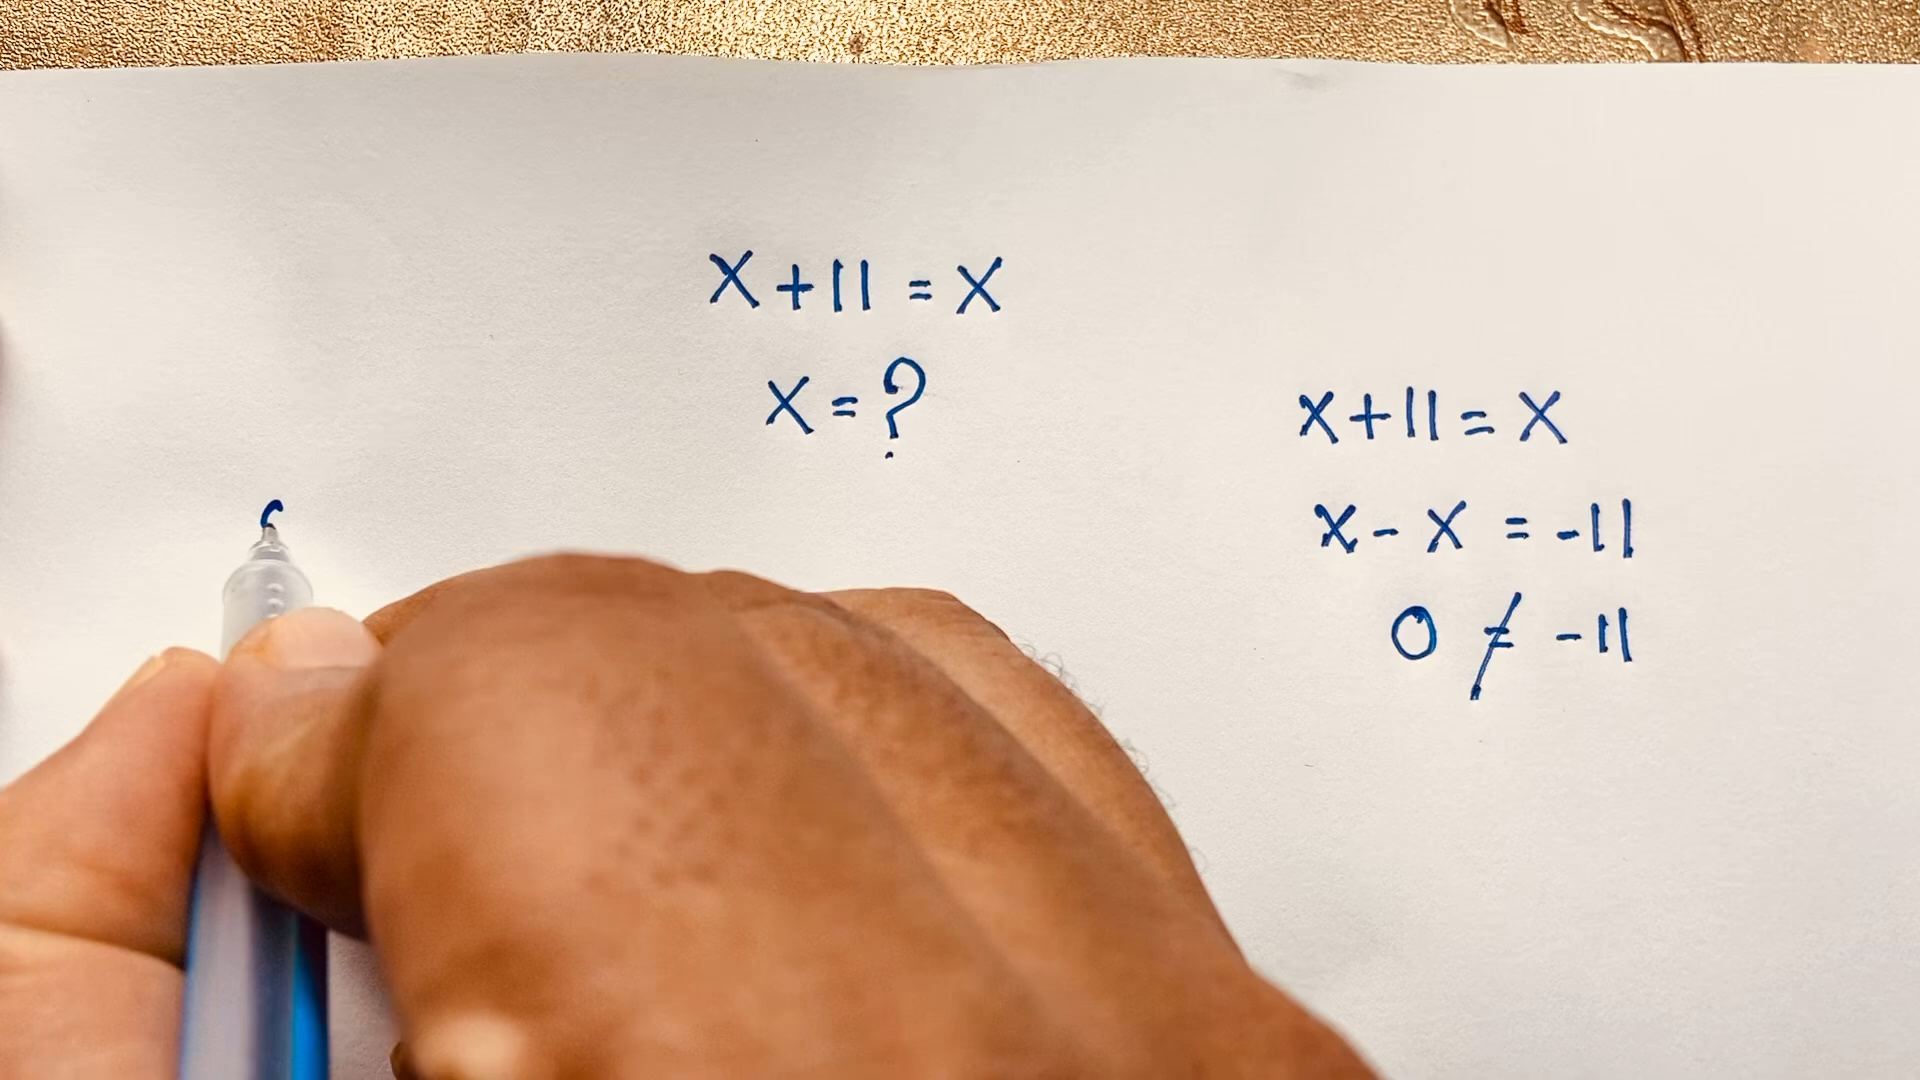 x + 11 = x
x = ?
x + 11 = x
x - x = -11
0 ≠ -11